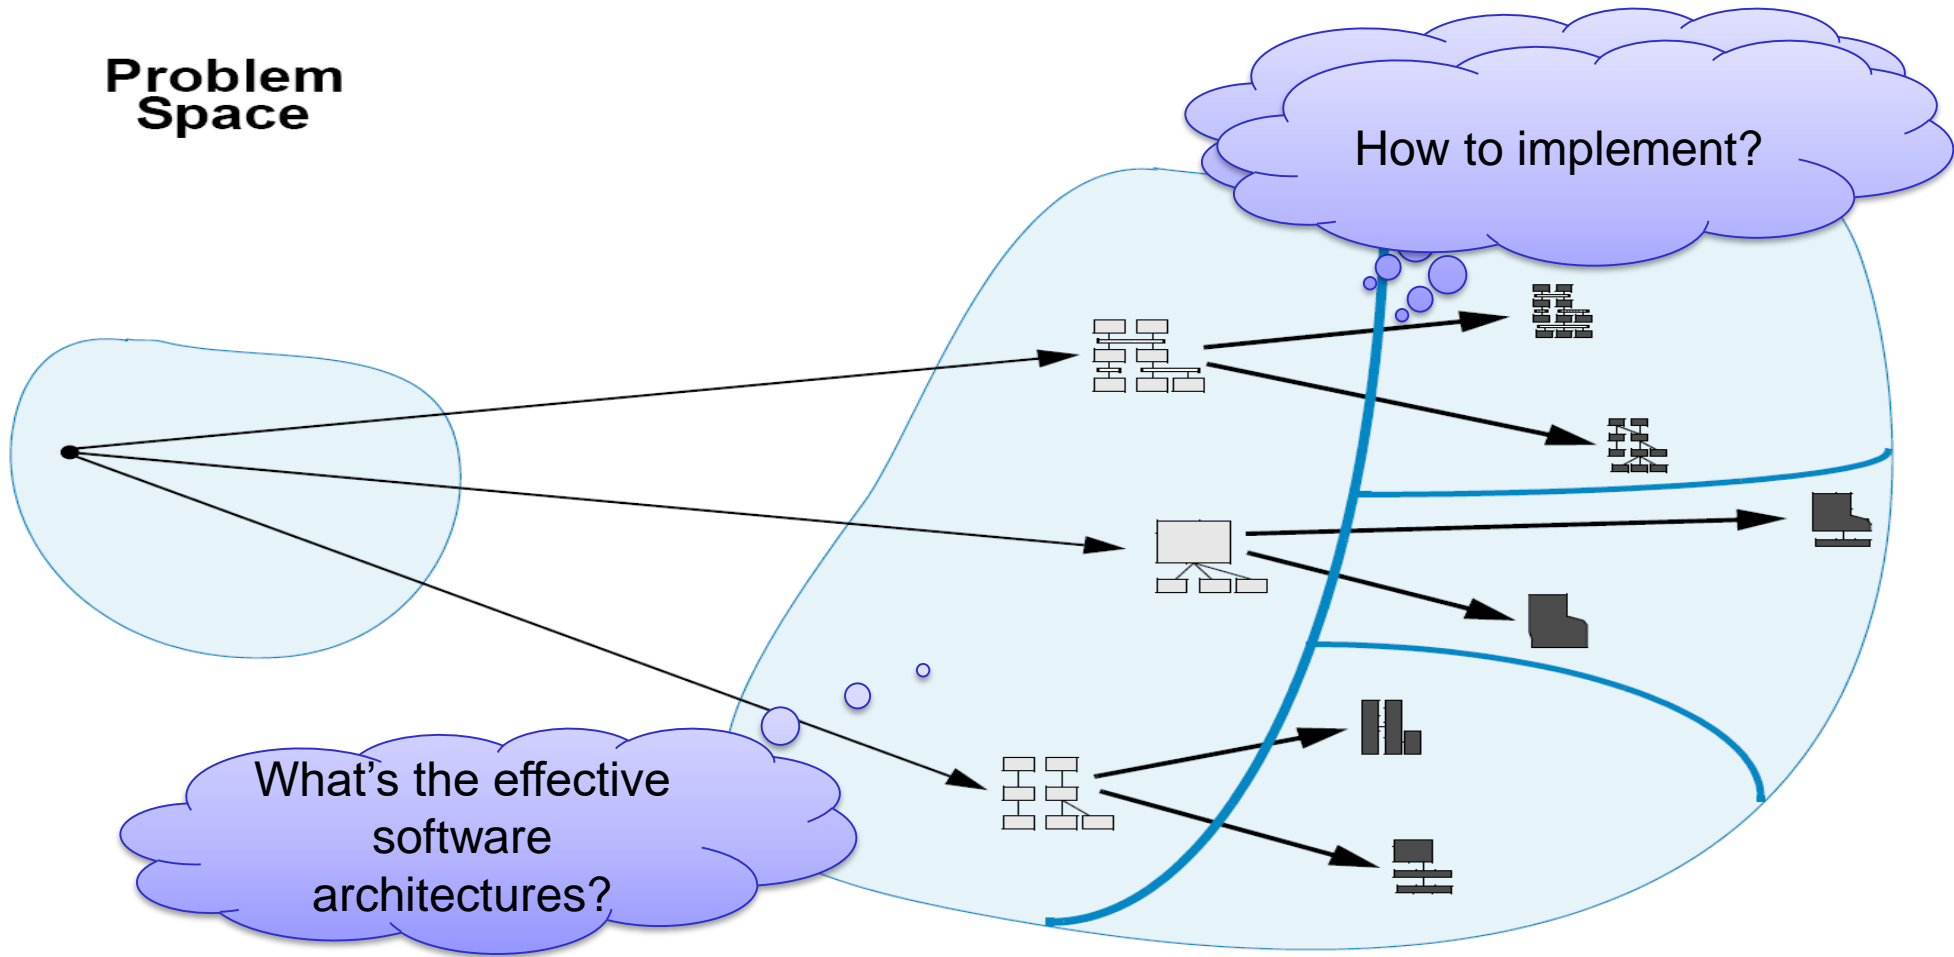 Problem
Space
How to implement?
What's the effective
software
architectures?